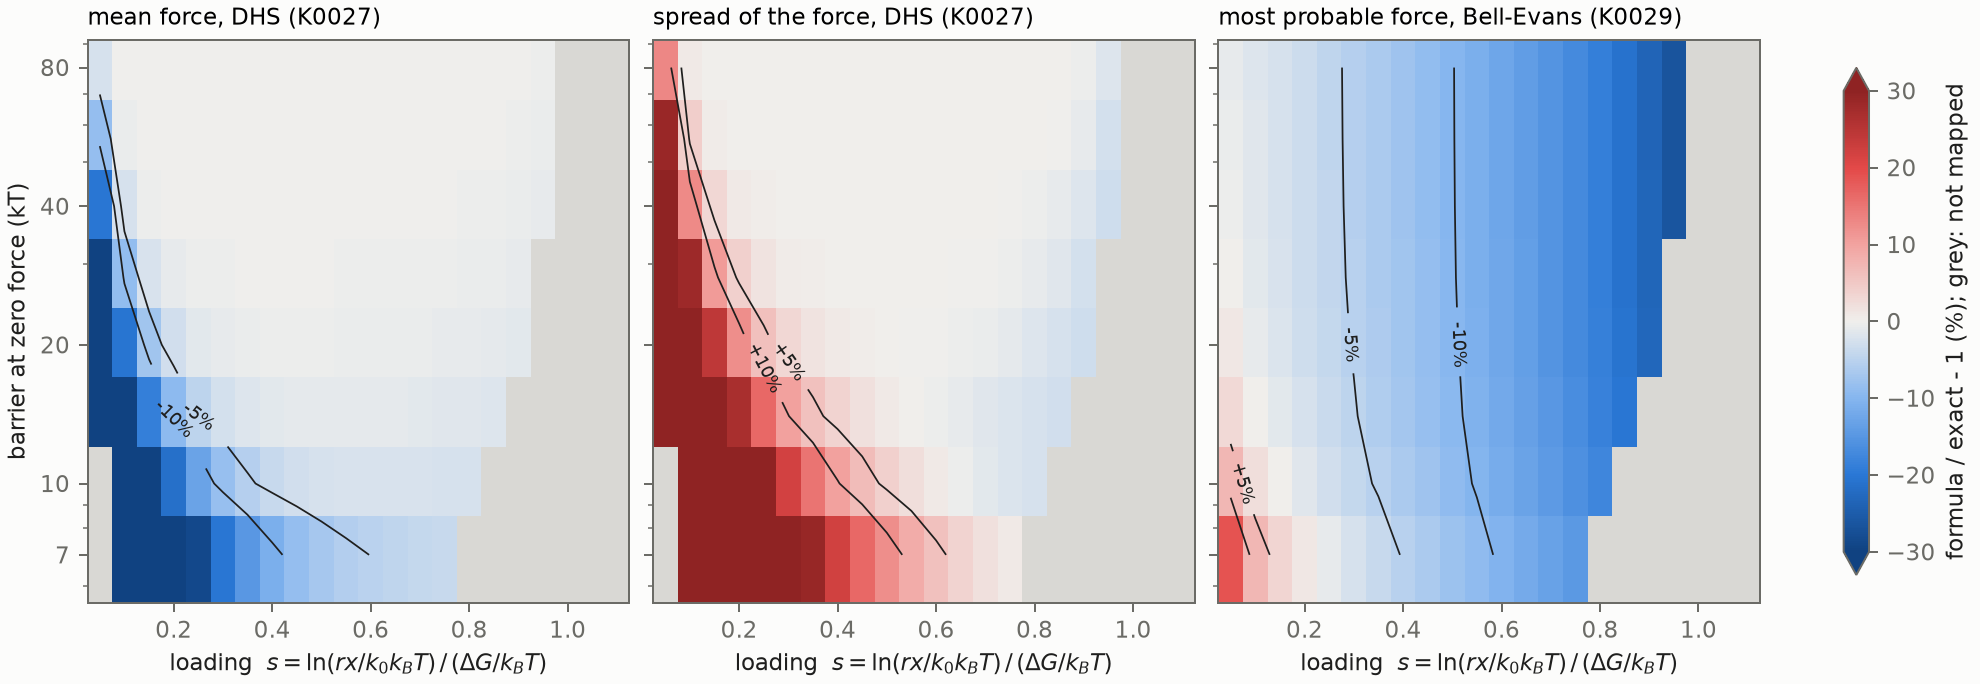 mean force, DHS (K0027)
spread of the force, DHS (K0027)
most probable force, Bell-Evans (K0029)
barrier at zero force (kT)
80
40
20
10
7
-10%
-5%
+10%
+5%
-5%
-10%
+5%
0.2 0.4 0.6 0.8 1.0
0.2 0.4 0.6 0.8 1.0
0.2 0.4 0.6 0.8 1.0
loading s = ln(rx/k₀k_BT) / (ΔG/k_BT)
loading s = ln(rx/k₀k_BT) / (ΔG/k_BT)
loading s = ln(rx/k₀k_BT) / (ΔG/k_BT)
30
20
10
0
−10
−20
−30
formula / exact - 1 (%); grey: not mapped